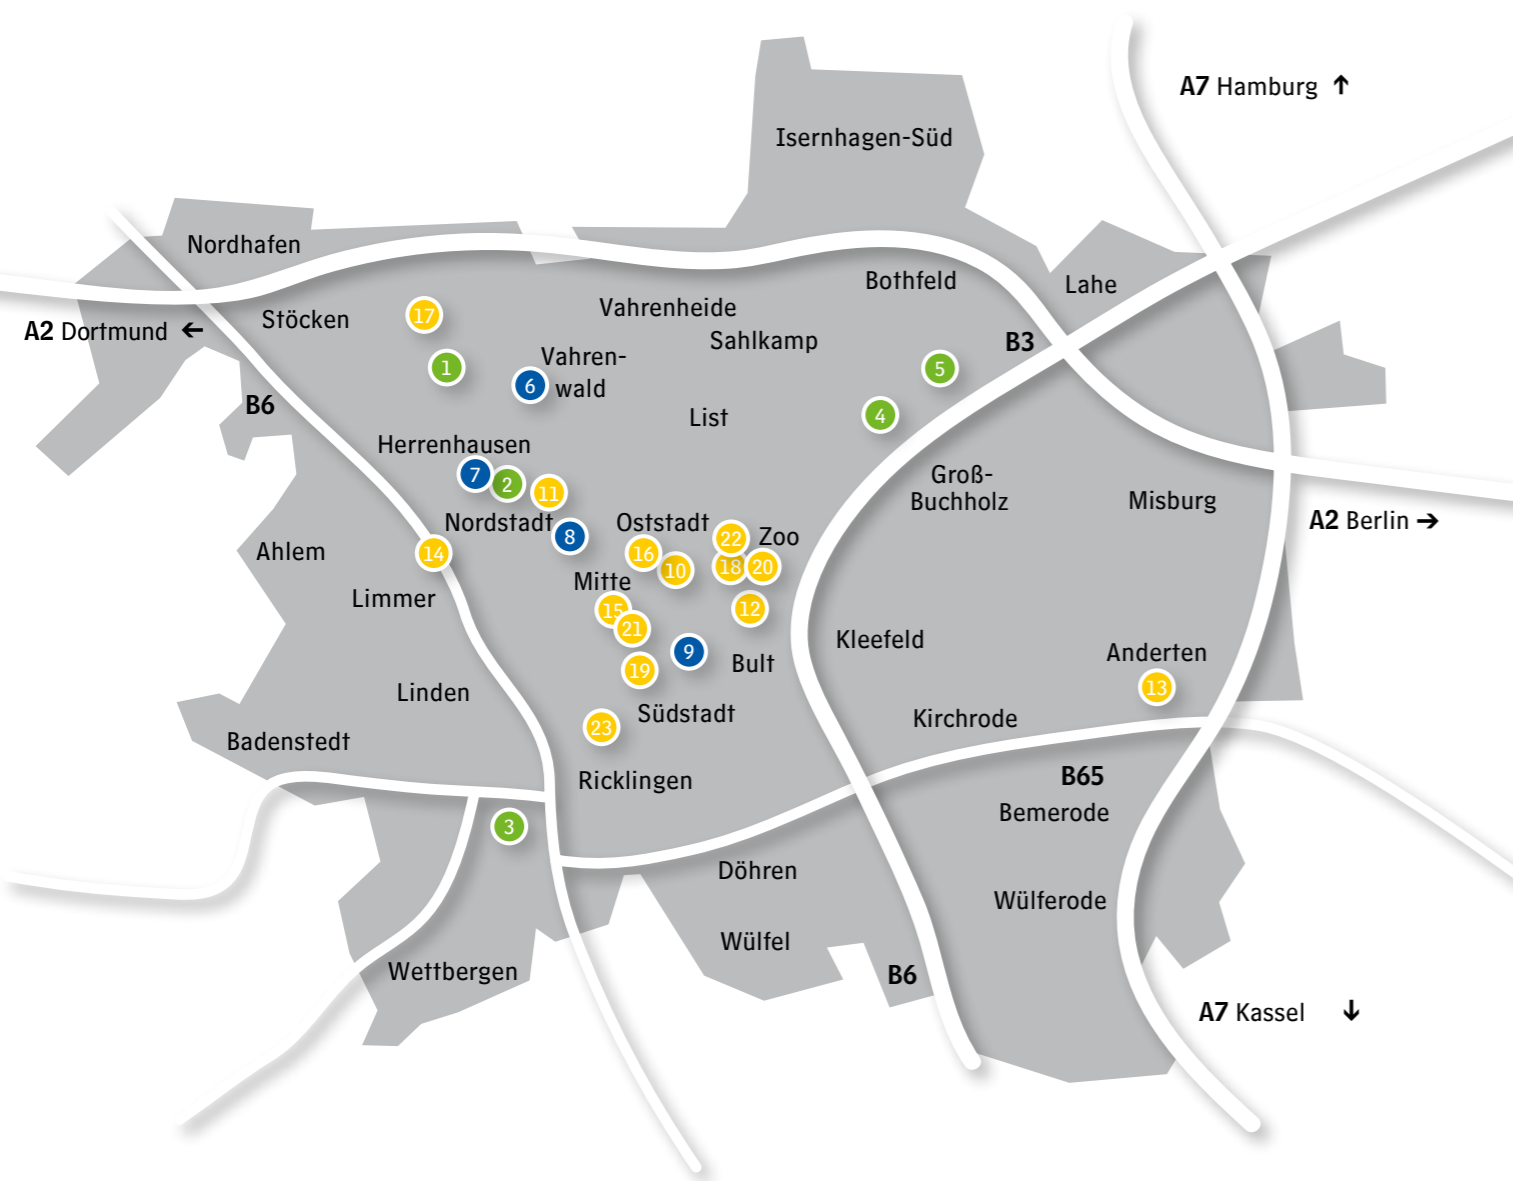 A7 Hamburg ↑
Isernhagen-Süd
Nordhafen
Bothfeld
Lahe
Stöcken
17
Vahrenheide
A2 Dortmund ←
Sahlkamp
B3
1
Vahren-
wald
6
5
B6
List
4
Herrenhausen
7
2
11
Groß-
Buchholz
Misburg
A2 Berlin →
Nordstadt
8
Oststadt
22
Zoo
Ahlem
14
16
10
18
20
Mitte
Limmer
15
21
12
Kleefeld
9
Bult
19
Anderten
13
Linden
Südstadt
23
Kirchrode
Badenstedt
Ricklingen
B65
Bemerode
3
Döhren
Wülferode
Wülfel
Wettbergen
B6
A7 Kassel ↓